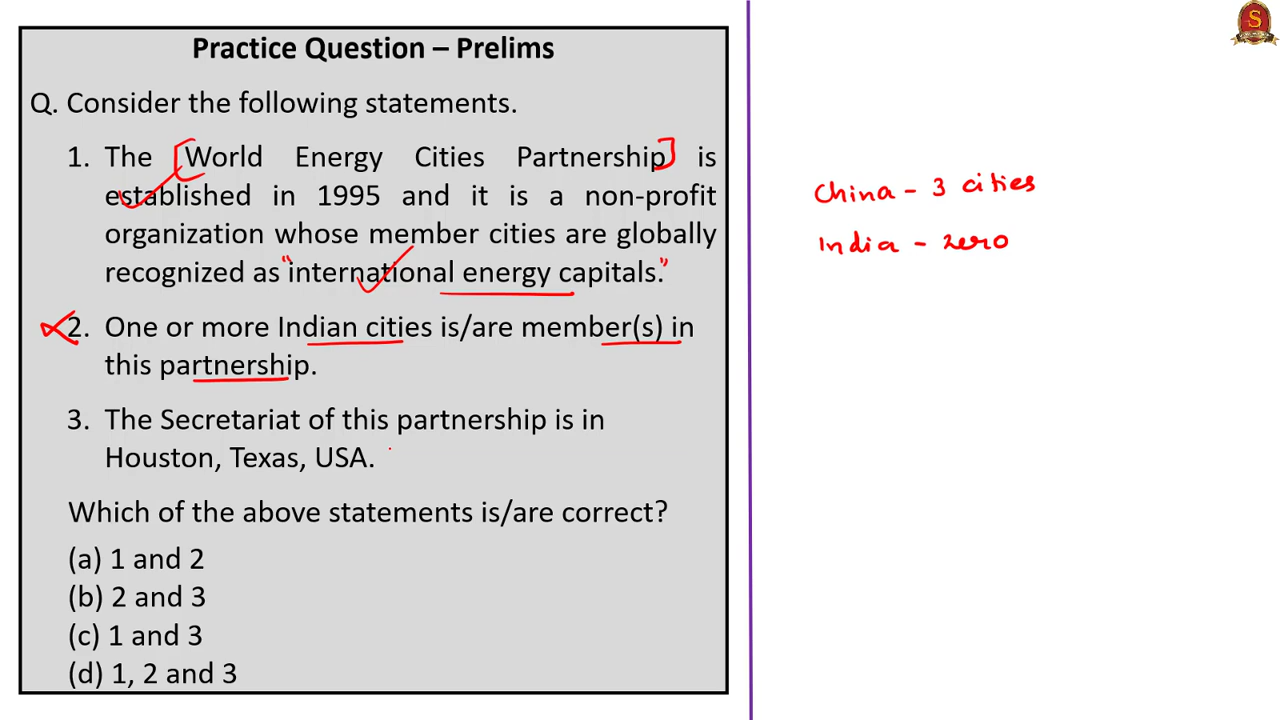 Practice Question – Prelims
Q. Consider the following statements.
1. The [World Energy Cities Partnership] is
established in 1995 and it is a non-profit
organization whose member cities are globally
recognized as "international energy capitals."
2. One or more Indian cities is/are member(s) in
this partnership.
3. The Secretariat of this partnership is in
Houston, Texas, USA.
Which of the above statements is/are correct?
(a) 1 and 2
(b) 2 and 3
(c) 1 and 3
(d) 1, 2 and 3
China - 3 cities
India - zero
S